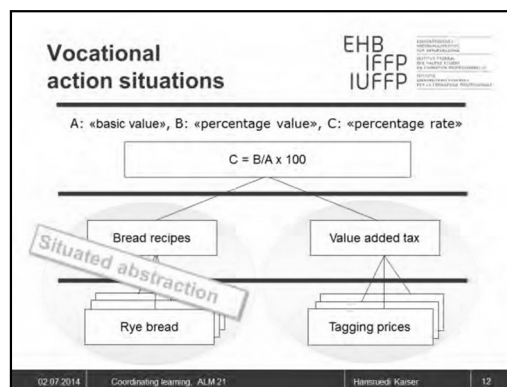 Vocational
action situations
EHB
IFFP
IUFFP
A: «basic value», B: «percentage value», C: «percentage rate»
C = B/A x 100
Bread recipes
Value added tax
Situated abstraction
Rye bread
Tagging prices
02.07.2014
Coordinating learning, ALM 21
Hansruedi Kaiser
12